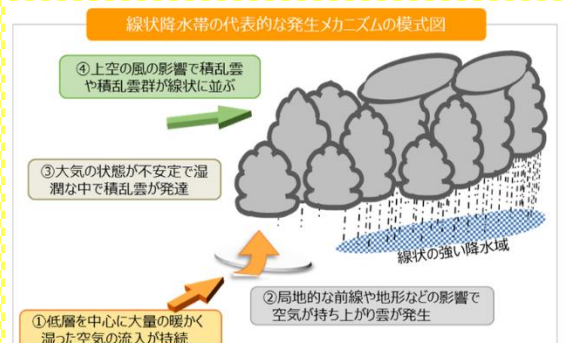 線状降水帯の代表的な発生メカニズムの模式図
④上空の風の影響で積乱雲
や積乱雲群が線状に並ぶ
③大気の状態が不安定で湿
潤な中で積乱雲が発達
線状の強い降水域
②局地的な前線や地形などの影響で
空気が持ち上がり雲が発生
①低層を中心に大量の暖かく
湿った空気の流入が持続